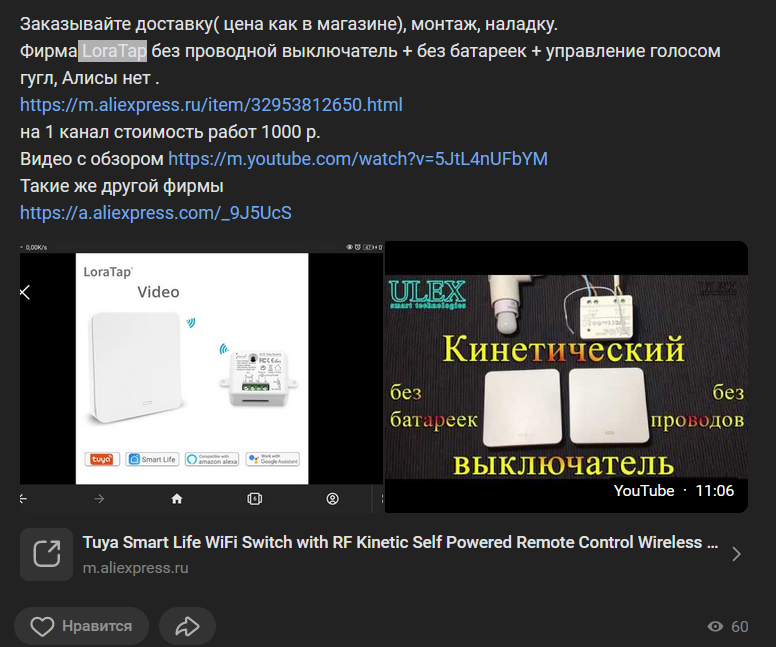 Заказывайте доставку( цена как в магазине), монтаж, наладку.
Фирма LoraTap без проводной выключатель + без батареек + управление голосом
гугл, Алисы нет .
https://m.aliexpress.ru/item/32953812650.html
на 1 канал стоимость работ 1000 р.
Видео с обзором https://m.youtube.com/watch?v=5JtL4nUFbYM
Такие же другой фирмы
https://a.aliexpress.com/_9J5UcS
0,00K/s
LoraTap
Video
tuya
Smart Life
Compatible with
amazon alexa
Works with
Google Assistant
ULEX
smart technologies
Кинетический
без без
батареек проводов
выключатель
YouTube · 11:06
Tuya Smart Life WiFi Switch with RF Kinetic Self Powered Remote Control Wireless ...
m.aliexpress.ru
Нравится
60